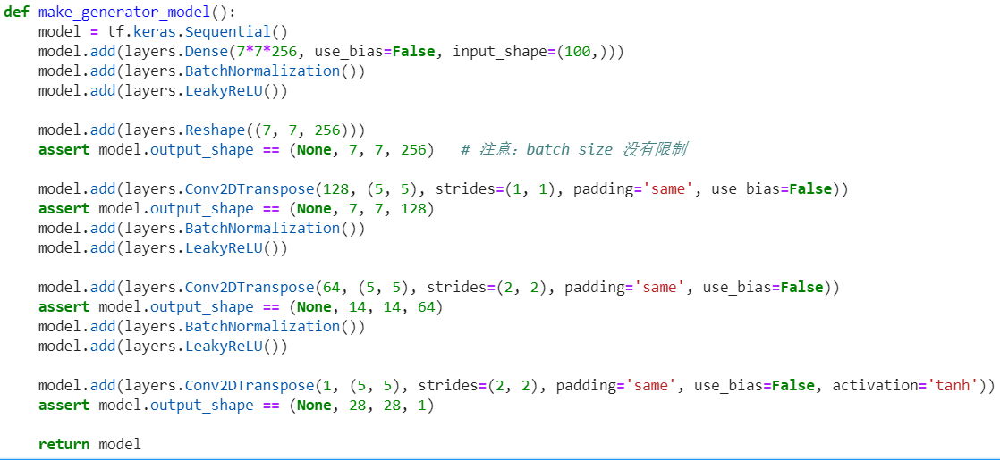 def make_generator_model():
    model = tf.keras.Sequential()
    model.add(layers.Dense(7*7*256, use_bias=False, input_shape=(100,)))
    model.add(layers.BatchNormalization())
    model.add(layers.LeakyReLU())

    model.add(layers.Reshape((7, 7, 256)))
    assert model.output_shape == (None, 7, 7, 256)   # 注意：batch size 没有限制

    model.add(layers.Conv2DTranspose(128, (5, 5), strides=(1, 1), padding='same', use_bias=False))
    assert model.output_shape == (None, 7, 7, 128)
    model.add(layers.BatchNormalization())
    model.add(layers.LeakyReLU())

    model.add(layers.Conv2DTranspose(64, (5, 5), strides=(2, 2), padding='same', use_bias=False))
    assert model.output_shape == (None, 14, 14, 64)
    model.add(layers.BatchNormalization())
    model.add(layers.LeakyReLU())

    model.add(layers.Conv2DTranspose(1, (5, 5), strides=(2, 2), padding='same', use_bias=False, activation='tanh'))
    assert model.output_shape == (None, 28, 28, 1)

    return model